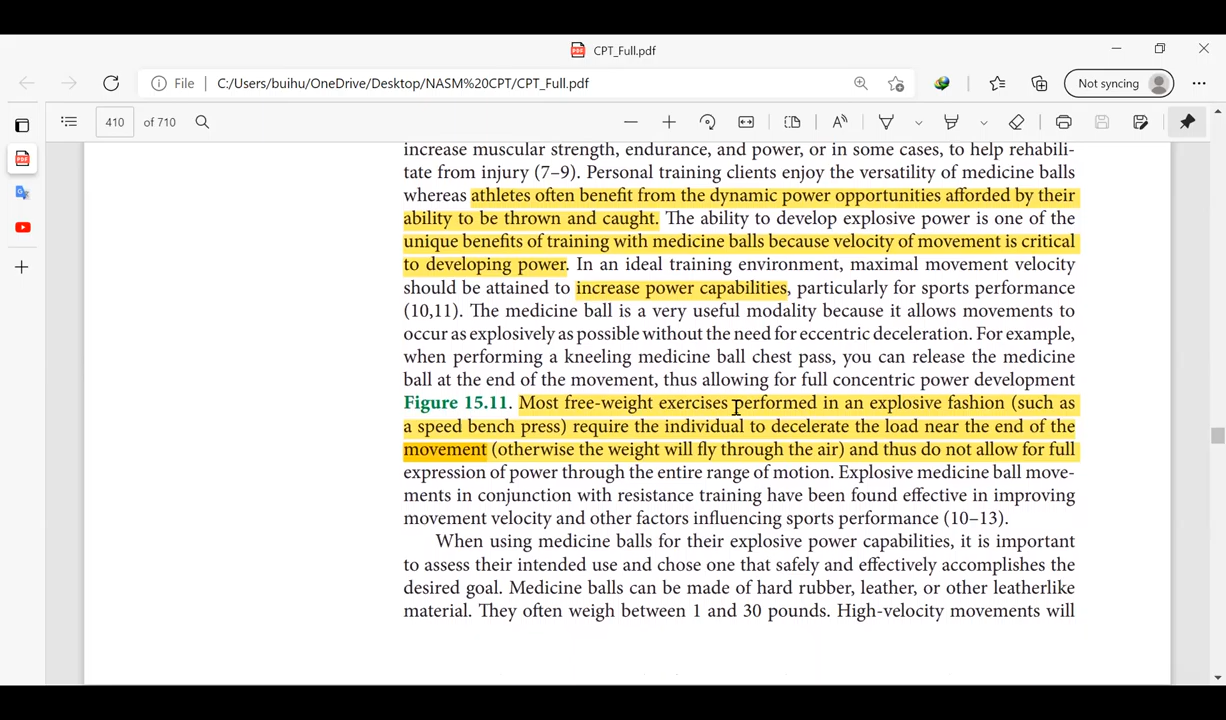 CPT_Full.pdf
File | C:/Users/buihu/OneDrive/Desktop/NASM%20CPT/CPT_Full.pdf
Not syncing
410 of 710
increase muscular strength, endurance, and power, or in some cases, to help rehabili-
tate from injury (7–9). Personal training clients enjoy the versatility of medicine balls
whereas athletes often benefit from the dynamic power opportunities afforded by their
ability to be thrown and caught. The ability to develop explosive power is one of the
unique benefits of training with medicine balls because velocity of movement is critical
to developing power. In an ideal training environment, maximal movement velocity
should be attained to increase power capabilities, particularly for sports performance
(10,11). The medicine ball is a very useful modality because it allows movements to
occur as explosively as possible without the need for eccentric deceleration. For example,
when performing a kneeling medicine ball chest pass, you can release the medicine
ball at the end of the movement, thus allowing for full concentric power development
Figure 15.11. Most free-weight exercises performed in an explosive fashion (such as
a speed bench press) require the individual to decelerate the load near the end of the
movement (otherwise the weight will fly through the air) and thus do not allow for full
expression of power through the entire range of motion. Explosive medicine ball move-
ments in conjunction with resistance training have been found effective in improving
movement velocity and other factors influencing sports performance (10–13).
When using medicine balls for their explosive power capabilities, it is important
to assess their intended use and chose one that safely and effectively accomplishes the
desired goal. Medicine balls can be made of hard rubber, leather, or other leatherlike
material. They often weigh between 1 and 30 pounds. High-velocity movements will